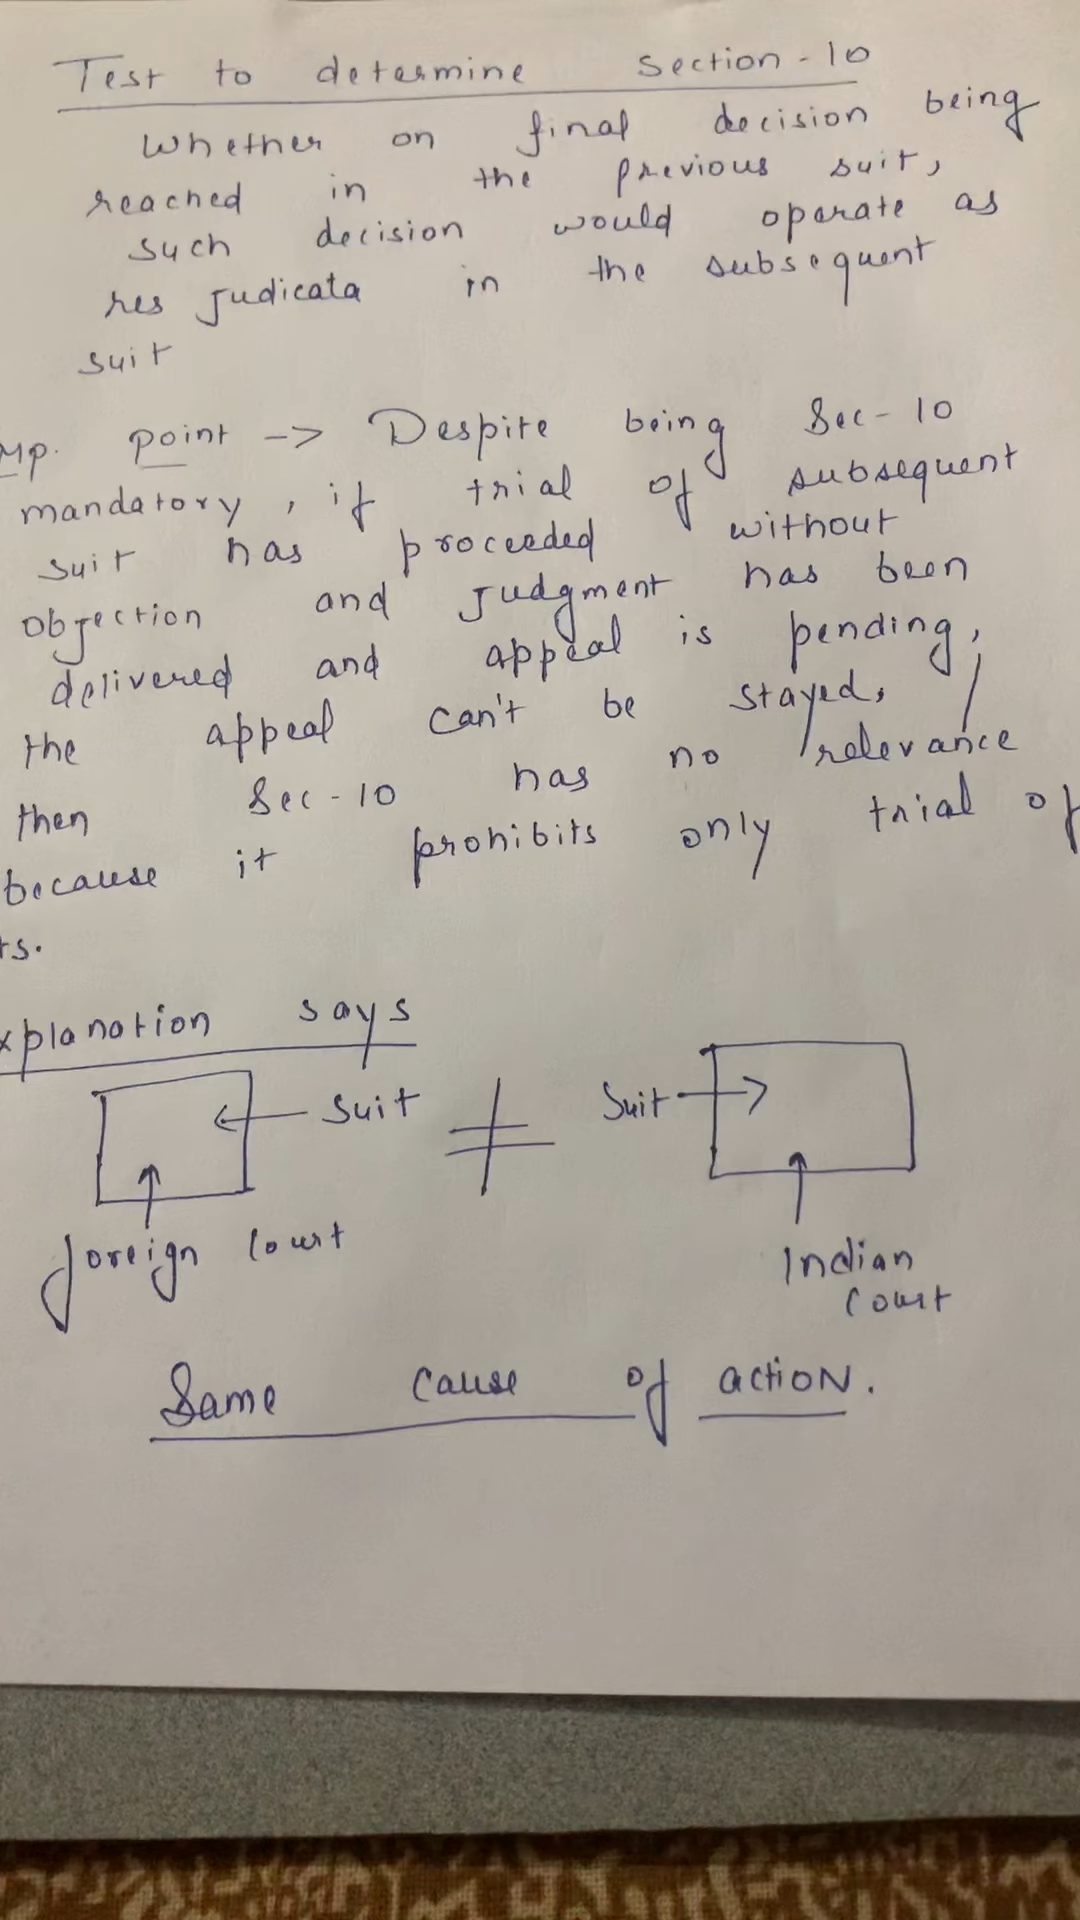 Test to determine Section-10
Whether on final decision being
reached in the previous suit,
such decision would operate as
res judicata in the subsequent
suit
mp. point -> Despite being Sec-10
mandatory, if trial of subsequent
suit has proceeded without
objection and judgment has been
delivered and appeal is pending,
the appeal can't be stayed,
then Sec-10 has no relevance
because it prohibits only trial of
ts.
xplanation says
Suit ≠ Suit
foreign court
Indian
court
Same cause of action.